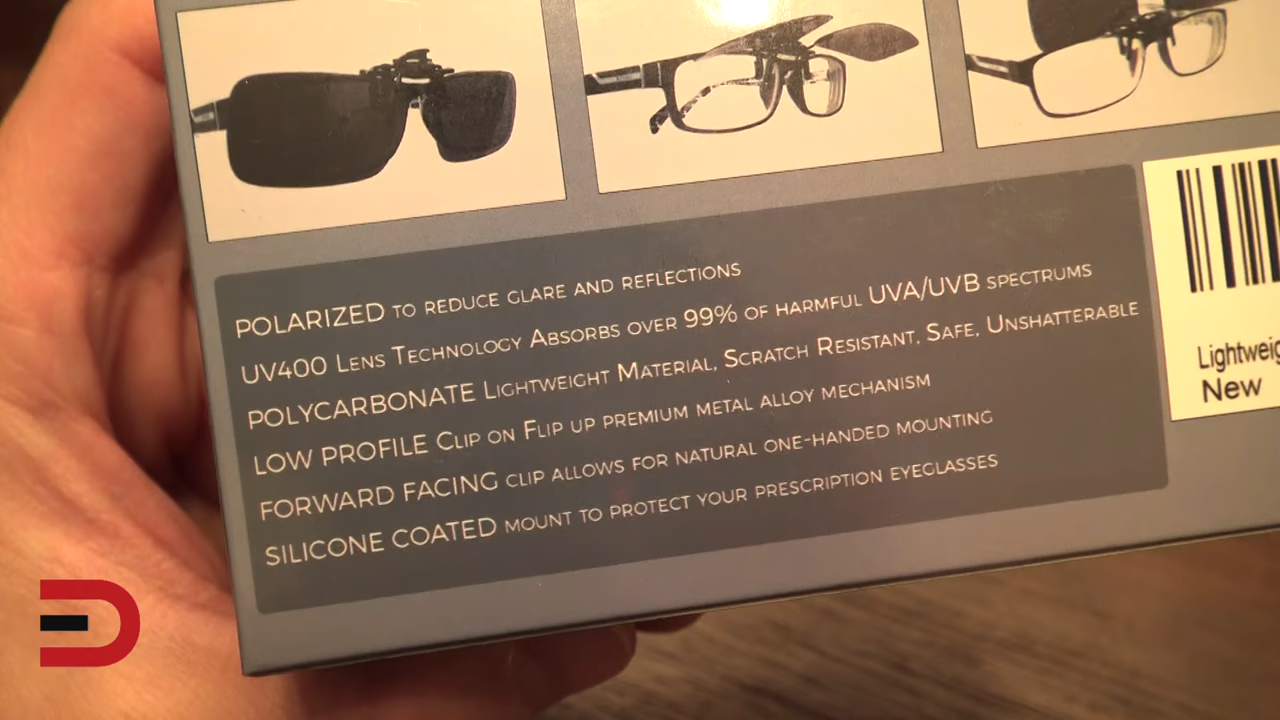 POLARIZED TO REDUCE GLARE AND REFLECTIONS
UV400 LENS TECHNOLOGY ABSORBS OVER 99% OF HARMFUL UVA/UVB SPECTRUMS
POLYCARBONATE LIGHTWEIGHT MATERIAL, SCRATCH RESISTANT, SAFE, UNSHATTERABLE
LOW PROFILE CLIP ON FLIP UP PREMIUM METAL ALLOY MECHANISM
FORWARD FACING CLIP ALLOWS FOR NATURAL ONE-HANDED MOUNTING
SILICONE COATED MOUNT TO PROTECT YOUR PRESCRIPTION EYEGLASSES
New